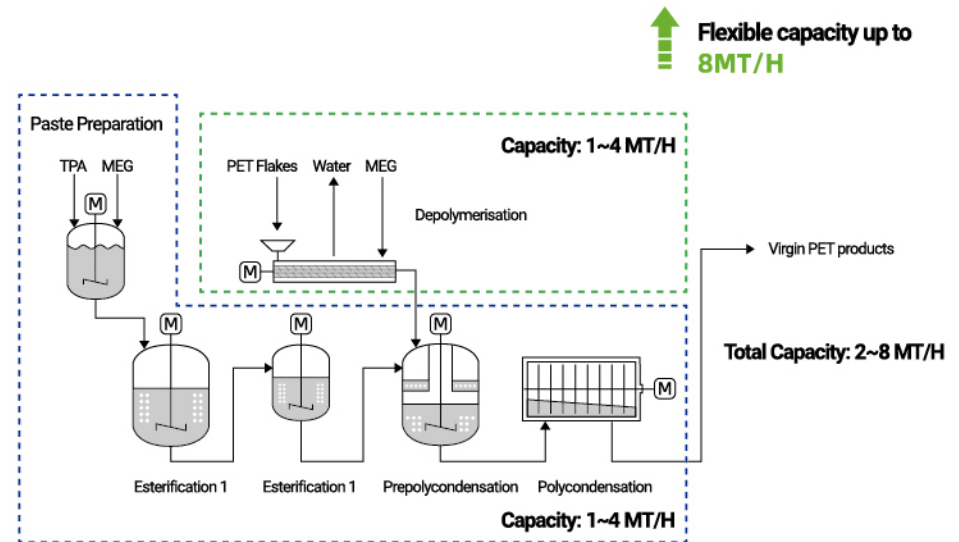 Flexible capacity up to
8MT/H
Paste Preparation
TPA MEG
M
Capacity: 1~4 MT/H
PET Flakes Water MEG
Depolymerisation
M
Virgin PET products
M
M
M
Total Capacity: 2~8 MT/H
M
Esterification 1
Esterification 1
Prepolycondensation
Polycondensation
Capacity: 1~4 MT/H